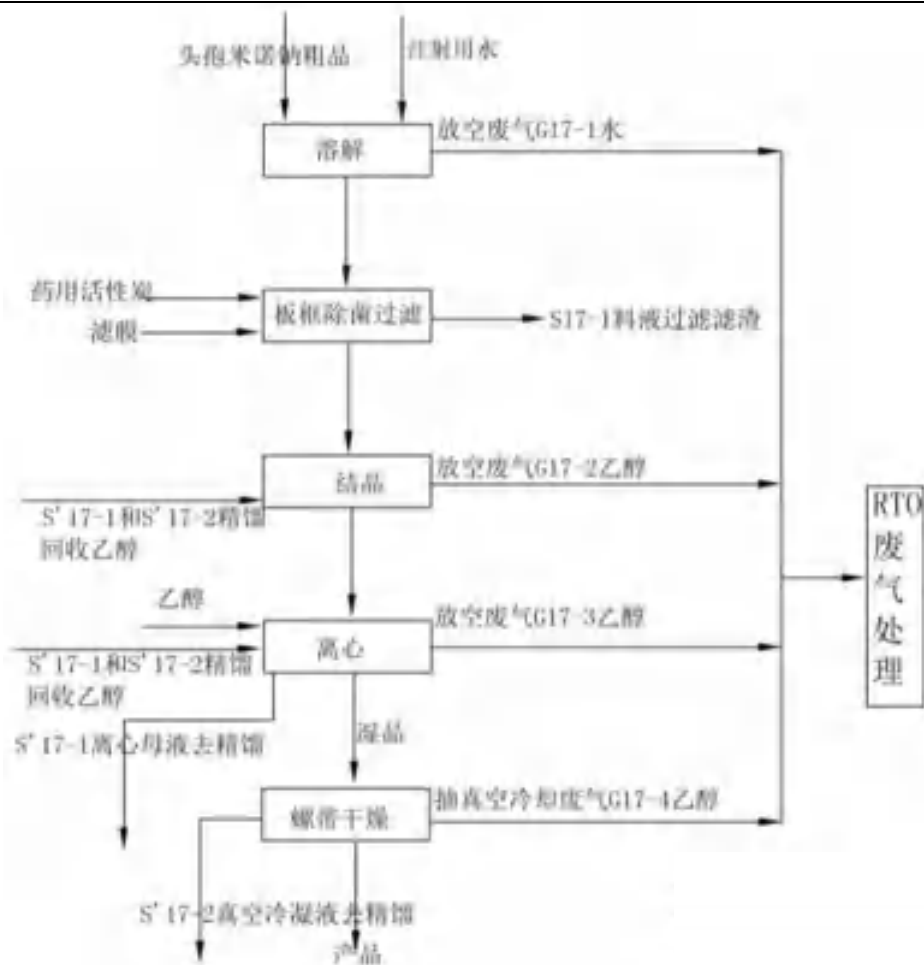 头孢米诺钠粗品
注射用水
溶解
放空废气G17-1水
药用活性炭
滤膜
板框除菌过滤
S17-1料液过滤滤渣
结晶
放空废气G17-2乙醇
S'17-1和S'17-2精馏
回收乙醇
RTO
废
气
处
理
乙醇
离心
放空废气G17-3乙醇
S'17-1和S'17-2精馏
回收乙醇
湿品
S'17-1离心母液去精馏
螺带干燥
抽真空冷却废气G17-4乙醇
S'17-2真空冷凝液去精馏
产品